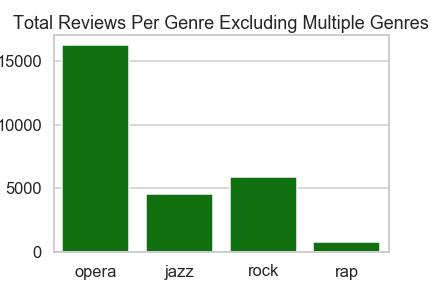 Total Reviews Per Genre Excluding Multiple Genres
15000
10000
5000
0
opera jazz rock rap